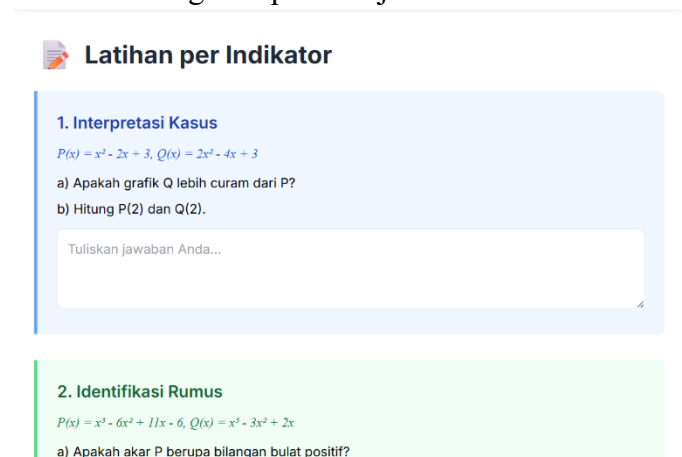 Latihan per Indikator
1. Interpretasi Kasus
P(x) = x² - 2x + 3, Q(x) = 2x² - 4x + 3
a) Apakah grafik Q lebih curam dari P?
b) Hitung P(2) dan Q(2).
Tuliskan jawaban Anda...
2. Identifikasi Rumus
P(x) = x³ - 6x² + 11x - 6, Q(x) = x³ - 3x² + 2x
a) Apakah akar P berupa bilangan bulat positif?